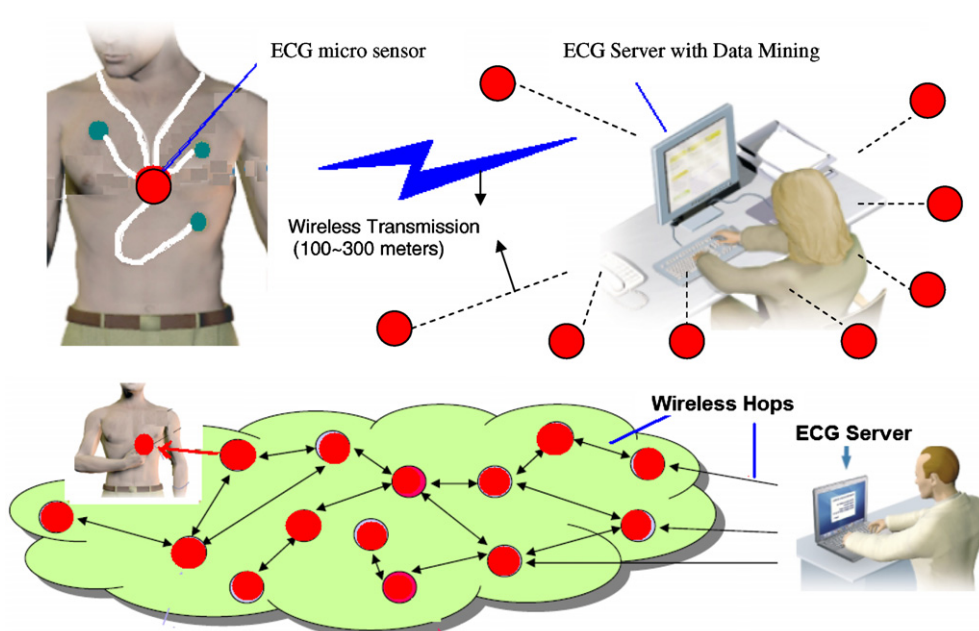 ECG micro sensor
ECG Server with Data Mining
Wireless Transmission
(100~300 meters)
Wireless Hops
ECG Server